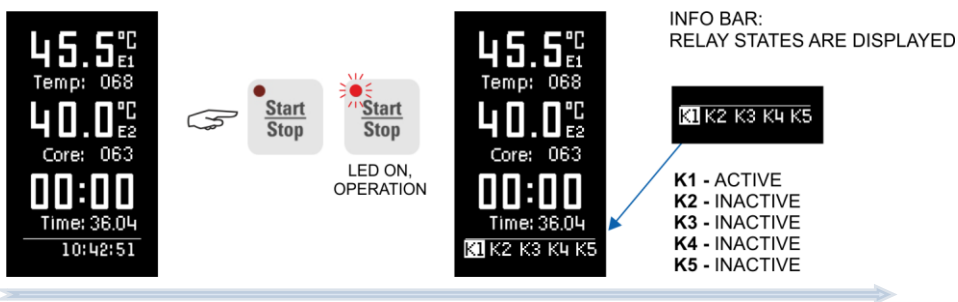 45.5°C
E1
Temp: 068
40.0°C
E2
Core: 063
00:00
Time: 36.04
10:42:51
Start
Stop
Start
Stop
LED ON,
OPERATION
45.5°C
E1
Temp: 068
40.0°C
E2
Core: 063
00:00
Time: 36.04
K1 K2 K3 K4 K5
INFO BAR:
RELAY STATES ARE DISPLAYED
K1 K2 K3 K4 K5
K1 - ACTIVE
K2 - INACTIVE
K3 - INACTIVE
K4 - INACTIVE
K5 - INACTIVE